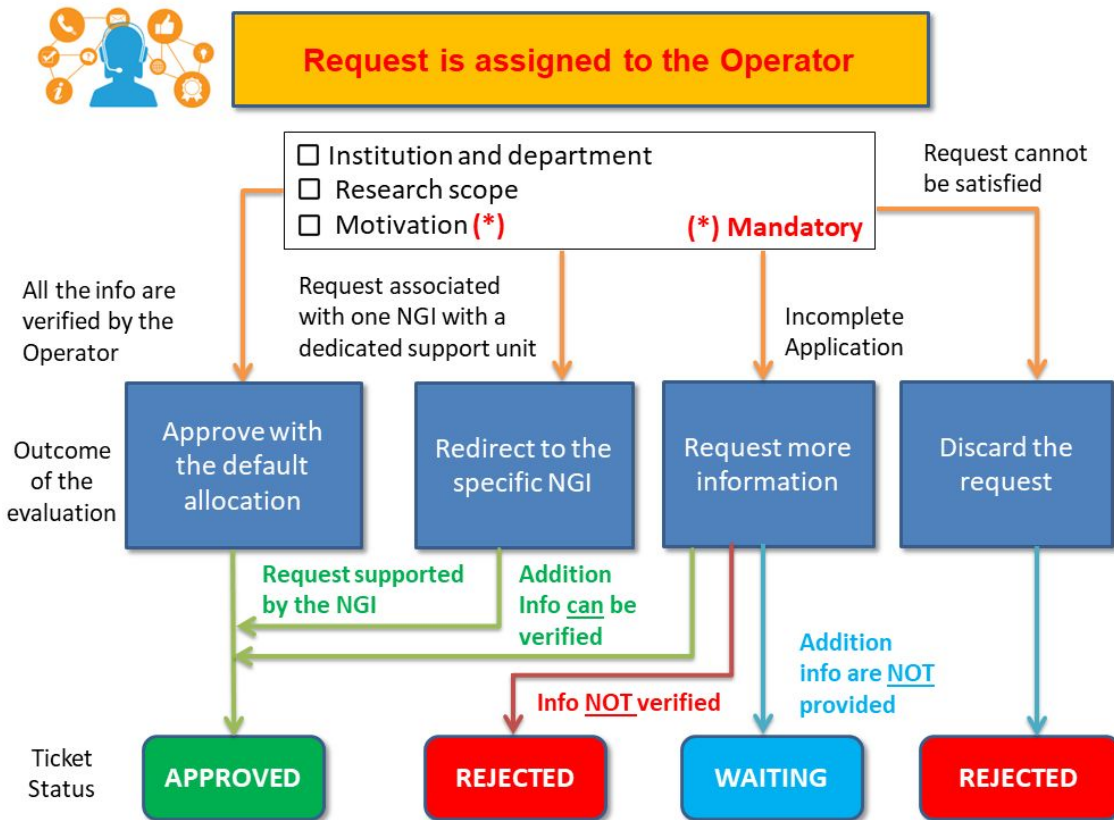 Request is assigned to the Operator
Institution and department
Research scope
Motivation (*)
(*) Mandatory
Request cannot
be satisfied
All the info are
verified by the
Operator
Request associated
with one NGI with a
dedicated support unit
Incomplete
Application
Outcome
of the
evaluation
Approve with
the default
allocation
Redirect to the
specific NGI
Request more
information
Discard the
request
Request supported
by the NGI
Addition
Info can be
verified
Addition
info are NOT
provided
Info NOT verified
Ticket
Status
APPROVED
REJECTED
WAITING
REJECTED